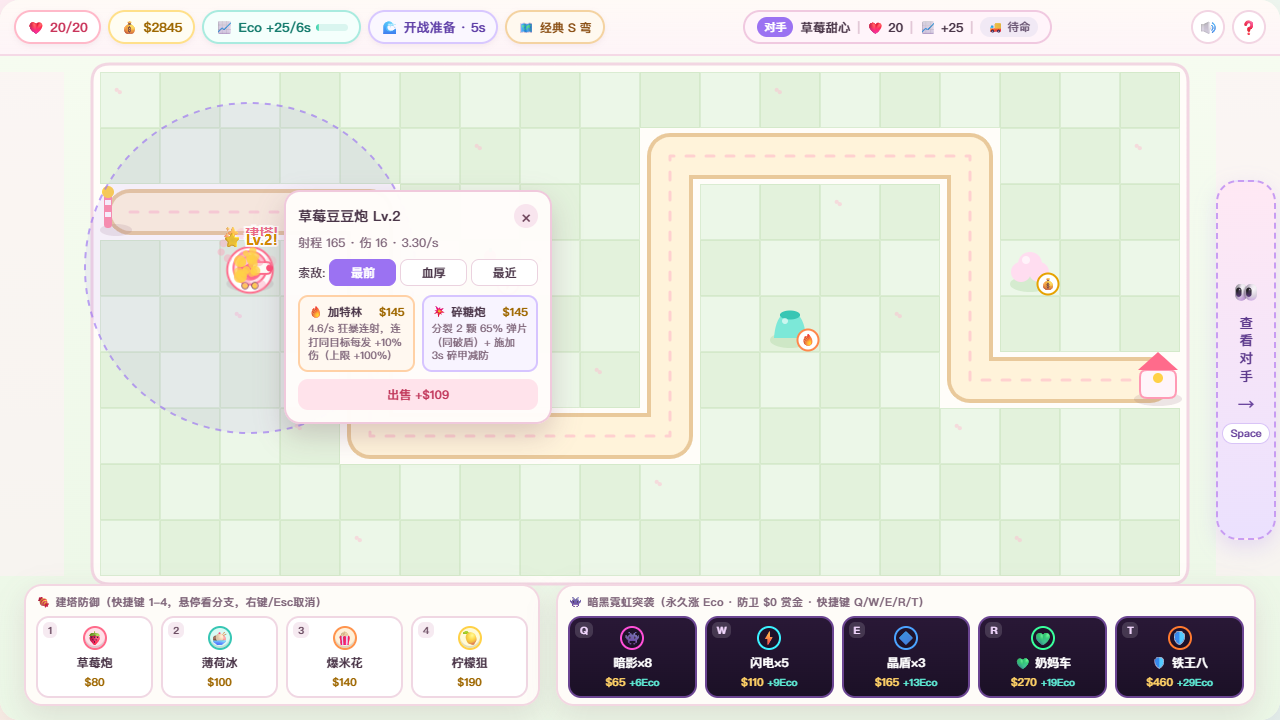 20/20
$2845
Eco +25/6s
开战准备 · 5s
经典 S 弯
对手 草莓甜心 | 20 | +25 | 待命
?
建塔!
Lv.2!
草莓豆豆炮 Lv.2
×
射程 165 · 伤 16 · 3.30/s
索敌: 最前 血厚 最近
加特林 $145
4.6/s 狂暴连射，连
打同目标每发 +10%
伤（上限 +100%）
碎糖炮 $145
分裂 2 颗 65% 弹片
（同破盾）+ 施加
3s 碎甲减防
出售 +$109
查看对手
→
Space
建塔防御（快捷键 1–4，悬停看分支，右键/Esc取消）
1
草莓炮
$80
2
薄荷冰
$100
3
爆米花
$140
4
柠檬狙
$190
暗黑霓虹突袭（永久涨 Eco · 防卫 $0 赏金 · 快捷键 Q/W/E/R/T）
Q
暗影x8
$65 +6Eco
W
闪电x5
$110 +9Eco
E
晶盾x3
$165 +13Eco
R
奶妈车
$270 +19Eco
T
铁王八
$460 +29Eco